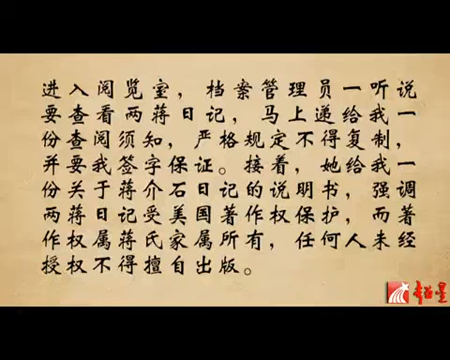 进入阅览室，档案管理员一听说
要查看两蒋日记，马上递给我一
份查阅须知，严格规定不得复制，
并要我签字保证。接着，她给我一
份关于蒋介石日记的说明书，强调
两蒋日记受美国著作权保护，而著
作权属蒋氏家属所有，任何人未经
授权不得擅自出版。
超星